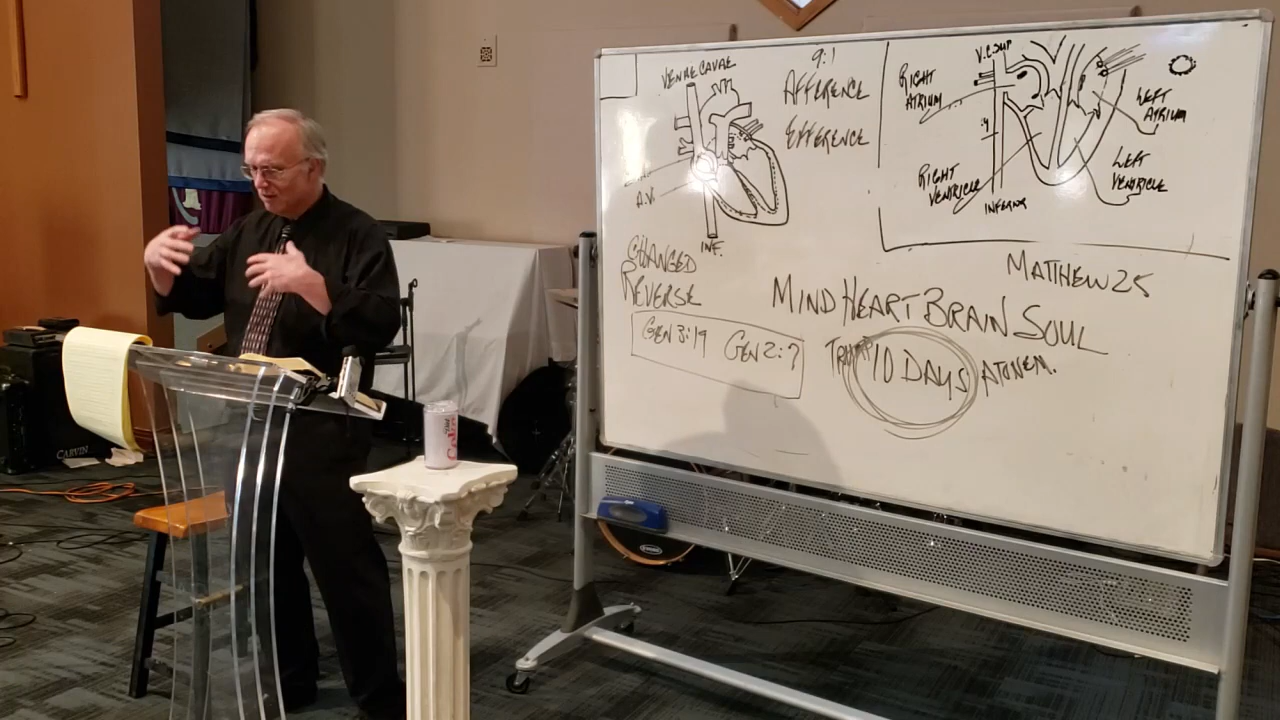 VENAE CAVAE
9:1
AFFERENCE
EFFERENCE
A.V.
INF.
V.C SUP
RIGHT
ATRIUM
LEFT
ATRIUM
RIGHT
VENTRICLE
LEFT
VENTRICLE
INFERIOR
CHANGED
REVERSE
GEN 3:19 GEN 2:?
MATTHEW 25
MIND HEART BRAIN SOUL
10 DAYS ATONEM.
CARVIN